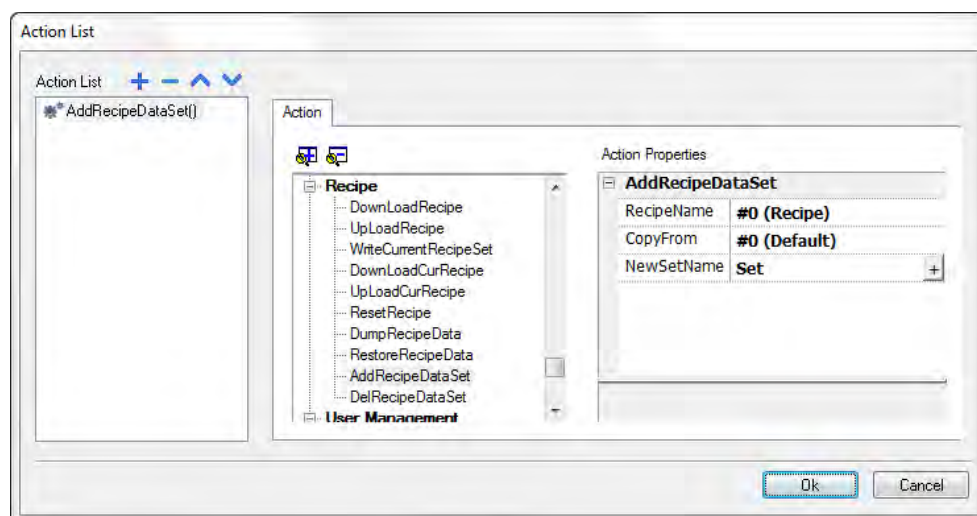 Action List
Action List
AddRecipeDataSet()
Action
Recipe
DownLoadRecipe
UpLoadRecipe
WriteCurrentRecipeSet
DownLoadCurRecipe
UpLoadCurRecipe
ResetRecipe
DumpRecipeData
RestoreRecipeData
AddRecipeDataSet
DelRecipeDataSet
User Management
Action Properties
AddRecipeDataSet
RecipeName #0 (Recipe)
CopyFrom #0 (Default)
NewSetName Set +
Ok Cancel